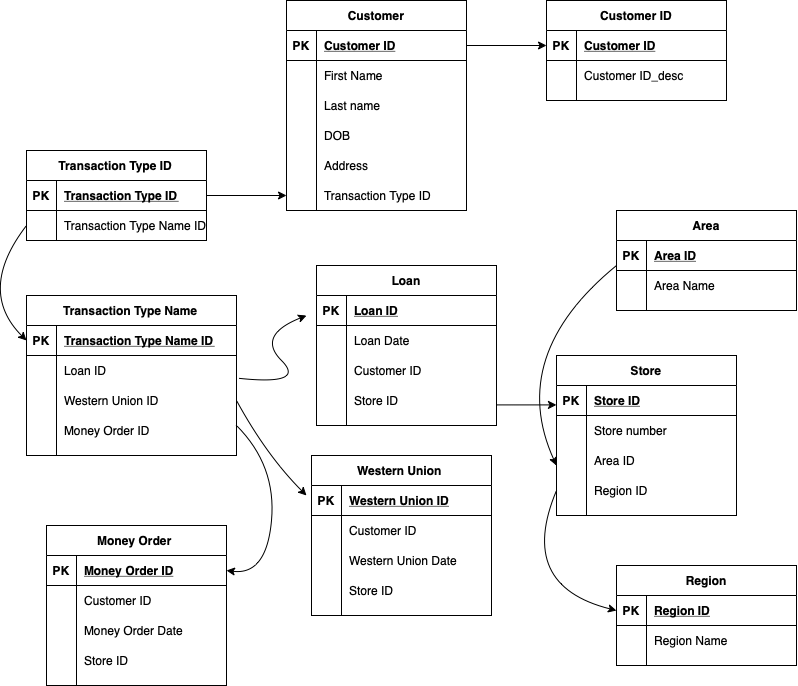 Customer
PK Customer ID
First Name
Last name
DOB
Address
Transaction Type ID
Customer ID
PK Customer ID
Customer ID_desc
Transaction Type ID
PK Transaction Type ID
Transaction Type Name ID
Area
PK Area ID
Area Name
Transaction Type Name
PK Transaction Type Name ID
Loan ID
Western Union ID
Money Order ID
Loan
PK Loan ID
Loan Date
Customer ID
Store ID
Store
PK Store ID
Store number
Area ID
Region ID
Western Union
PK Western Union ID
Customer ID
Western Union Date
Store ID
Money Order
PK Money Order ID
Customer ID
Money Order Date
Store ID
Region
PK Region ID
Region Name